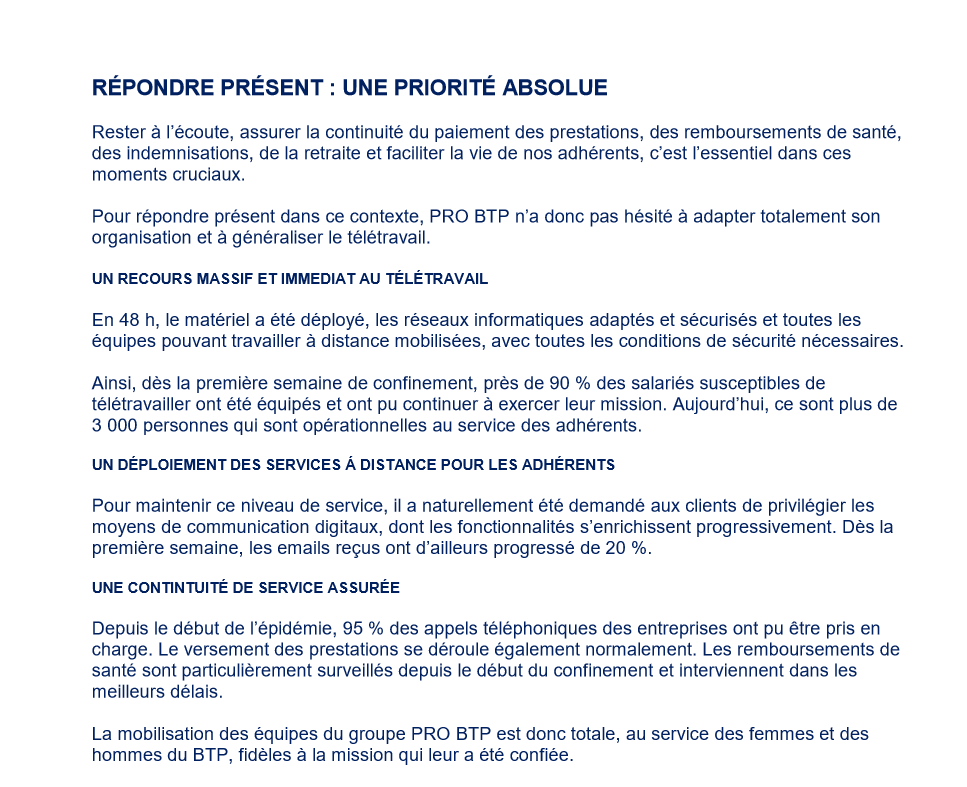 RÉPONDRE PRÉSENT : UNE PRIORITÉ ABSOLUE
Rester à l’écoute, assurer la continuité du paiement des prestations, des remboursements de santé,
des indemnisations, de la retraite et faciliter la vie de nos adhérents, c’est l’essentiel dans ces
moments cruciaux.
Pour répondre présent dans ce contexte, PRO BTP n’a donc pas hésité à adapter totalement son
organisation et à généraliser le télétravail.
UN RECOURS MASSIF ET IMMEDIAT AU TÉLÉTRAVAIL
En 48 h, le matériel a été déployé, les réseaux informatiques adaptés et sécurisés et toutes les
équipes pouvant travailler à distance mobilisées, avec toutes les conditions de sécurité nécessaires.
Ainsi, dès la première semaine de confinement, près de 90 % des salariés susceptibles de
télétravailler ont été équipés et ont pu continuer à exercer leur mission. Aujourd’hui, ce sont plus de
3 000 personnes qui sont opérationnelles au service des adhérents.
UN DÉPLOIEMENT DES SERVICES Á DISTANCE POUR LES ADHÉRENTS
Pour maintenir ce niveau de service, il a naturellement été demandé aux clients de privilégier les
moyens de communication digitaux, dont les fonctionnalités s’enrichissent progressivement. Dès la
première semaine, les emails reçus ont d’ailleurs progressé de 20 %.
UNE CONTINTUITÉ DE SERVICE ASSURÉE
Depuis le début de l’épidémie, 95 % des appels téléphoniques des entreprises ont pu être pris en
charge. Le versement des prestations se déroule également normalement. Les remboursements de
santé sont particulièrement surveillés depuis le début du confinement et interviennent dans les
meilleurs délais.
La mobilisation des équipes du groupe PRO BTP est donc totale, au service des femmes et des
hommes du BTP, fidèles à la mission qui leur a été confiée.